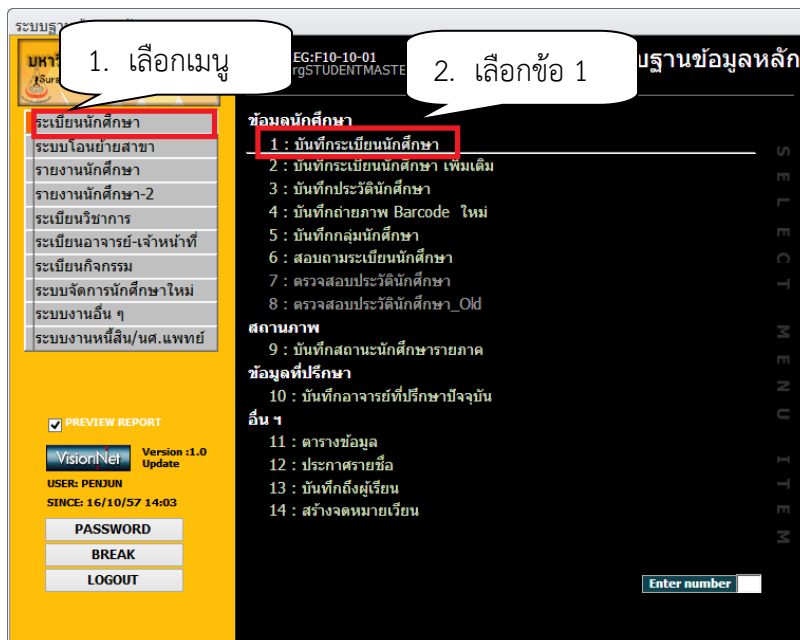 ระบบฐา
มหาวิ
Sura
1. เลือกเมนู
EG:F10-10-01
rgSTUDENTMASTE
2. เลือกข้อ 1
บฐานข้อมูลหลัก
ระเบียนนักศึกษา
ระบบโอนย้ายสาขา
รายงานนักศึกษา
รายงานนักศึกษา-2
ระเบียนวิชาการ
ระเบียนอาจารย์-เจ้าหน้าที่
ระเบียนกิจกรรม
ระบบจัดการนักศึกษาใหม่
ระบบงานอื่น ๆ
ระบบงานหนี้สิน/นศ.แพทย์
ข้อมูลนักศึกษา
1 : บันทึกระเบียนนักศึกษา
2 : บันทึกระเบียนนักศึกษา เพิ่มเติม
3 : บันทึกประวัตินักศึกษา
4 : บันทึกถ่ายภาพ Barcode ใหม่
5 : บันทึกกลุ่มนักศึกษา
6 : สอบถามระเบียนนักศึกษา
7 : ตรวจสอบประวัตินักศึกษา
8 : ตรวจสอบประวัตินักศึกษา_Old
สถานภาพ
9 : บันทึกสถานะนักศึกษารายภาค
ข้อมูลที่ปรึกษา
10 : บันทึกอาจารย์ที่ปรึกษาปัจจุบัน
อื่น ๆ
11 : ตารางข้อมูล
12 : ประกาศรายชื่อ
13 : บันทึกถึงผู้เรียน
14 : สร้างจดหมายเวียน
SELECT MENU ITEM
PREVIEW REPORT
VisionNet
Version :1.0
Update
USER: PENJUN
SINCE: 16/10/57 14:03
PASSWORD
BREAK
LOGOUT
Enter number